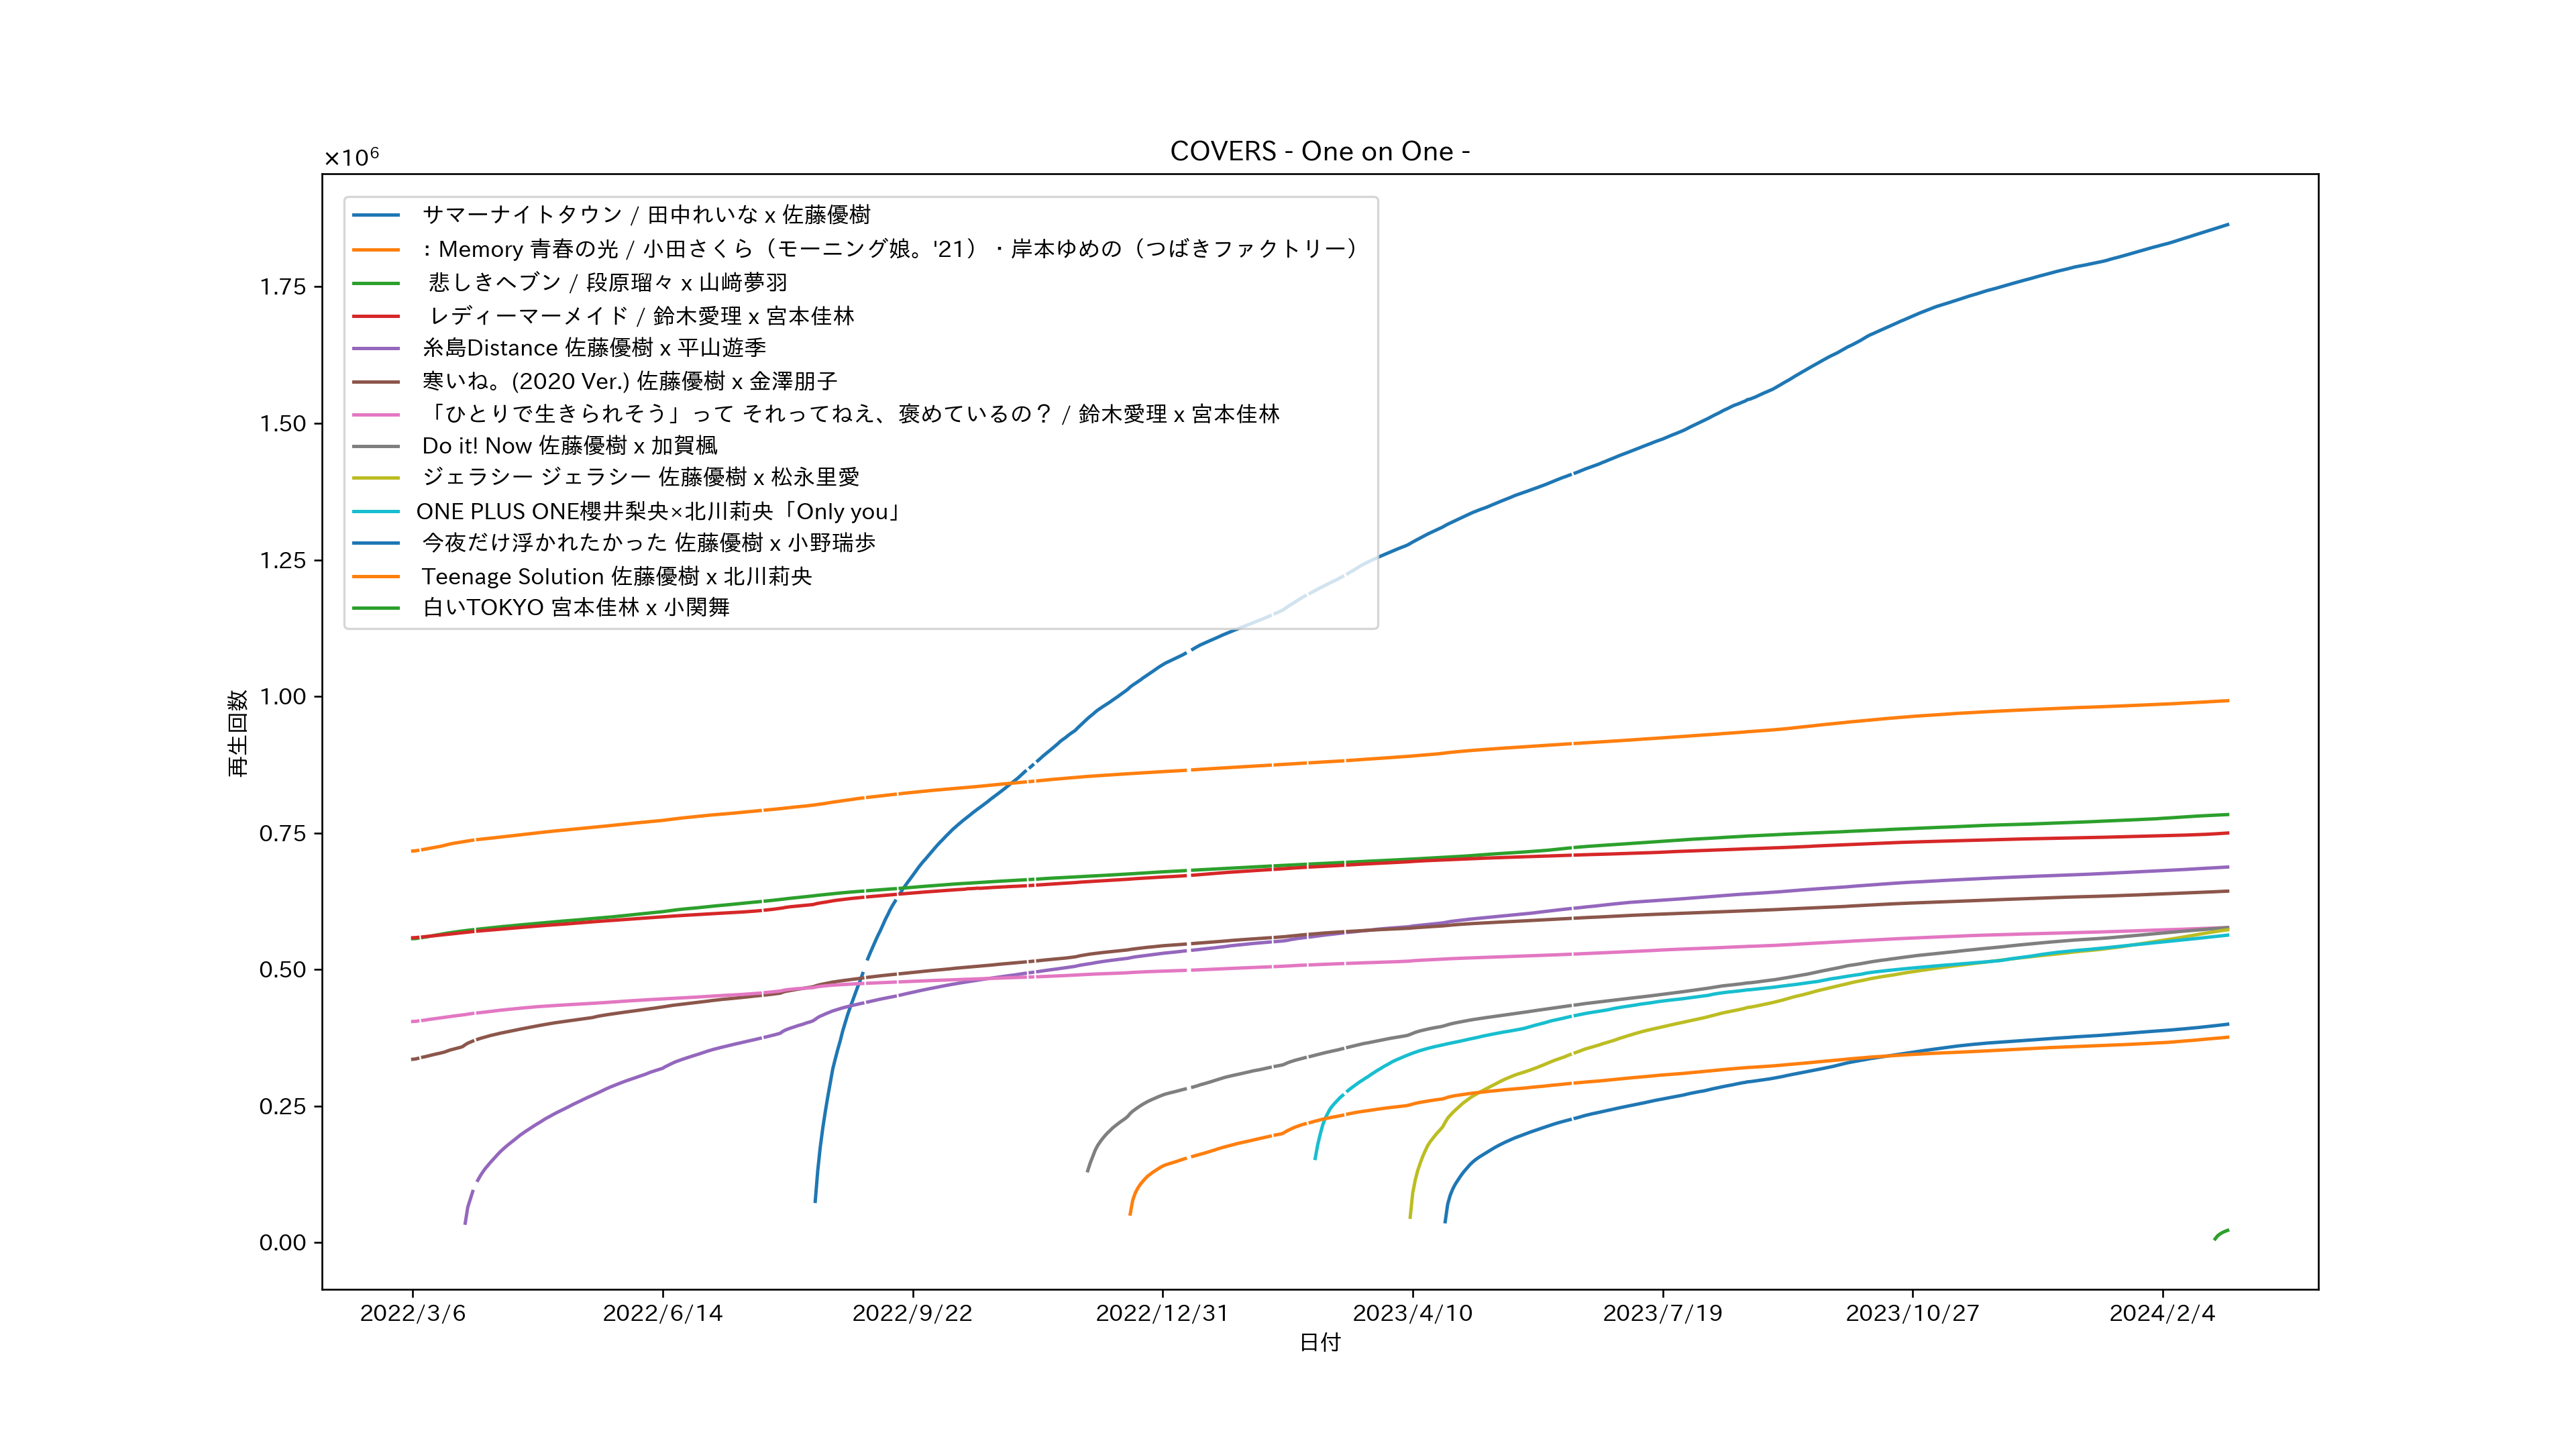 COVERS - One on One -
×10⁶
サマーナイトタウン / 田中れいな x 佐藤優樹
: Memory 青春の光 / 小田さくら（モーニング娘。'21）・岸本ゆめの（つばきファクトリー）
悲しきヘブン / 段原瑠々 x 山﨑夢羽
レディーマーメイド / 鈴木愛理 x 宮本佳林
糸島Distance 佐藤優樹 x 平山遊季
寒いね。(2020 Ver.) 佐藤優樹 x 金澤朋子
「ひとりで生きられそう」って それってねえ、褒めているの？ / 鈴木愛理 x 宮本佳林
Do it! Now 佐藤優樹 x 加賀楓
ジェラシー ジェラシー 佐藤優樹 x 松永里愛
ONE PLUS ONE櫻井梨央×北川莉央「Only you」
今夜だけ浮かれたかった 佐藤優樹 x 小野瑞歩
Teenage Solution 佐藤優樹 x 北川莉央
白いTOKYO 宮本佳林 x 小関舞
1.75
1.50
1.25
1.00
0.75
0.50
0.25
0.00
再生回数
2022/3/6
2022/6/14
2022/9/22
2022/12/31
2023/4/10
2023/7/19
2023/10/27
2024/2/4
日付